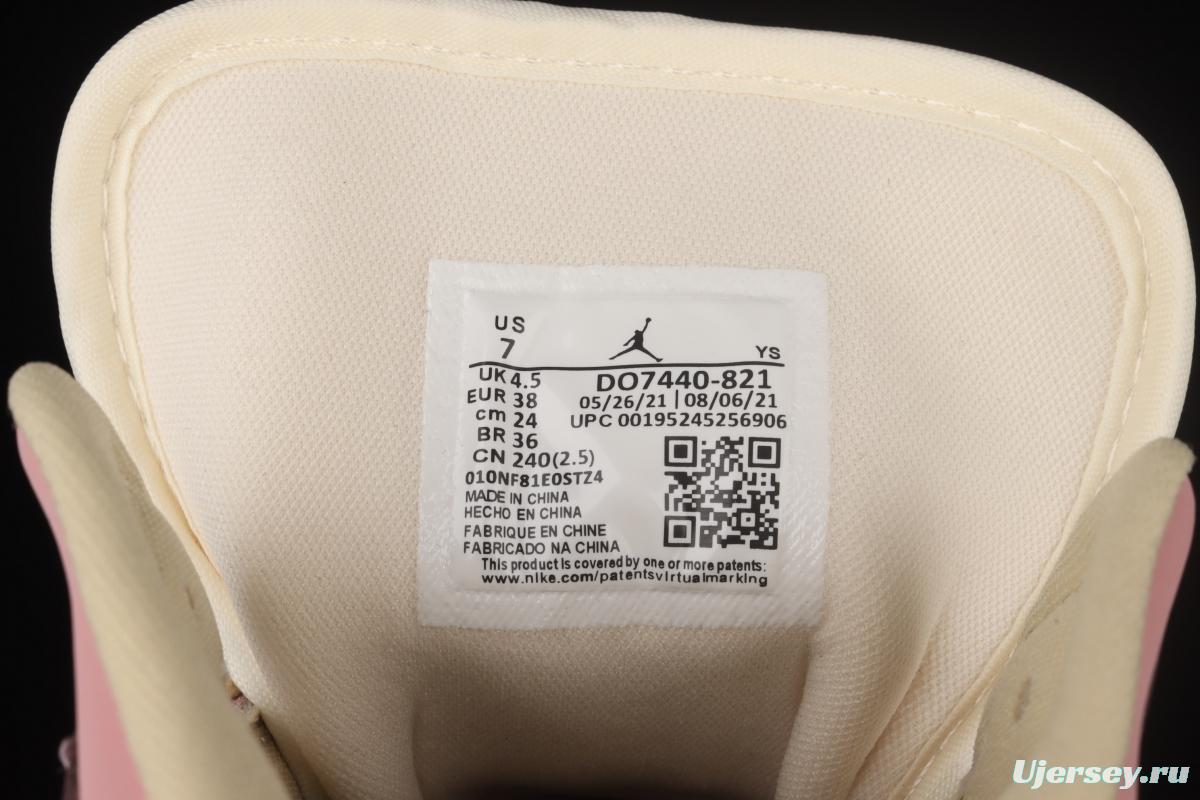 US
7
YS
UK 4.5
EUR 38
cm 24
BR 36
CN 240(2.5)
DO7440-821
05/26/21 | 08/06/21
UPC 00195245256906
010NF81E0STZ4
MADE IN CHINA
HECHO EN CHINA
FABRIQUE EN CHINE
FABRICADO NA CHINA
This product is covered by one or more patents:
www.nike.com/patentsvirtualmarking
Ujersey.ru